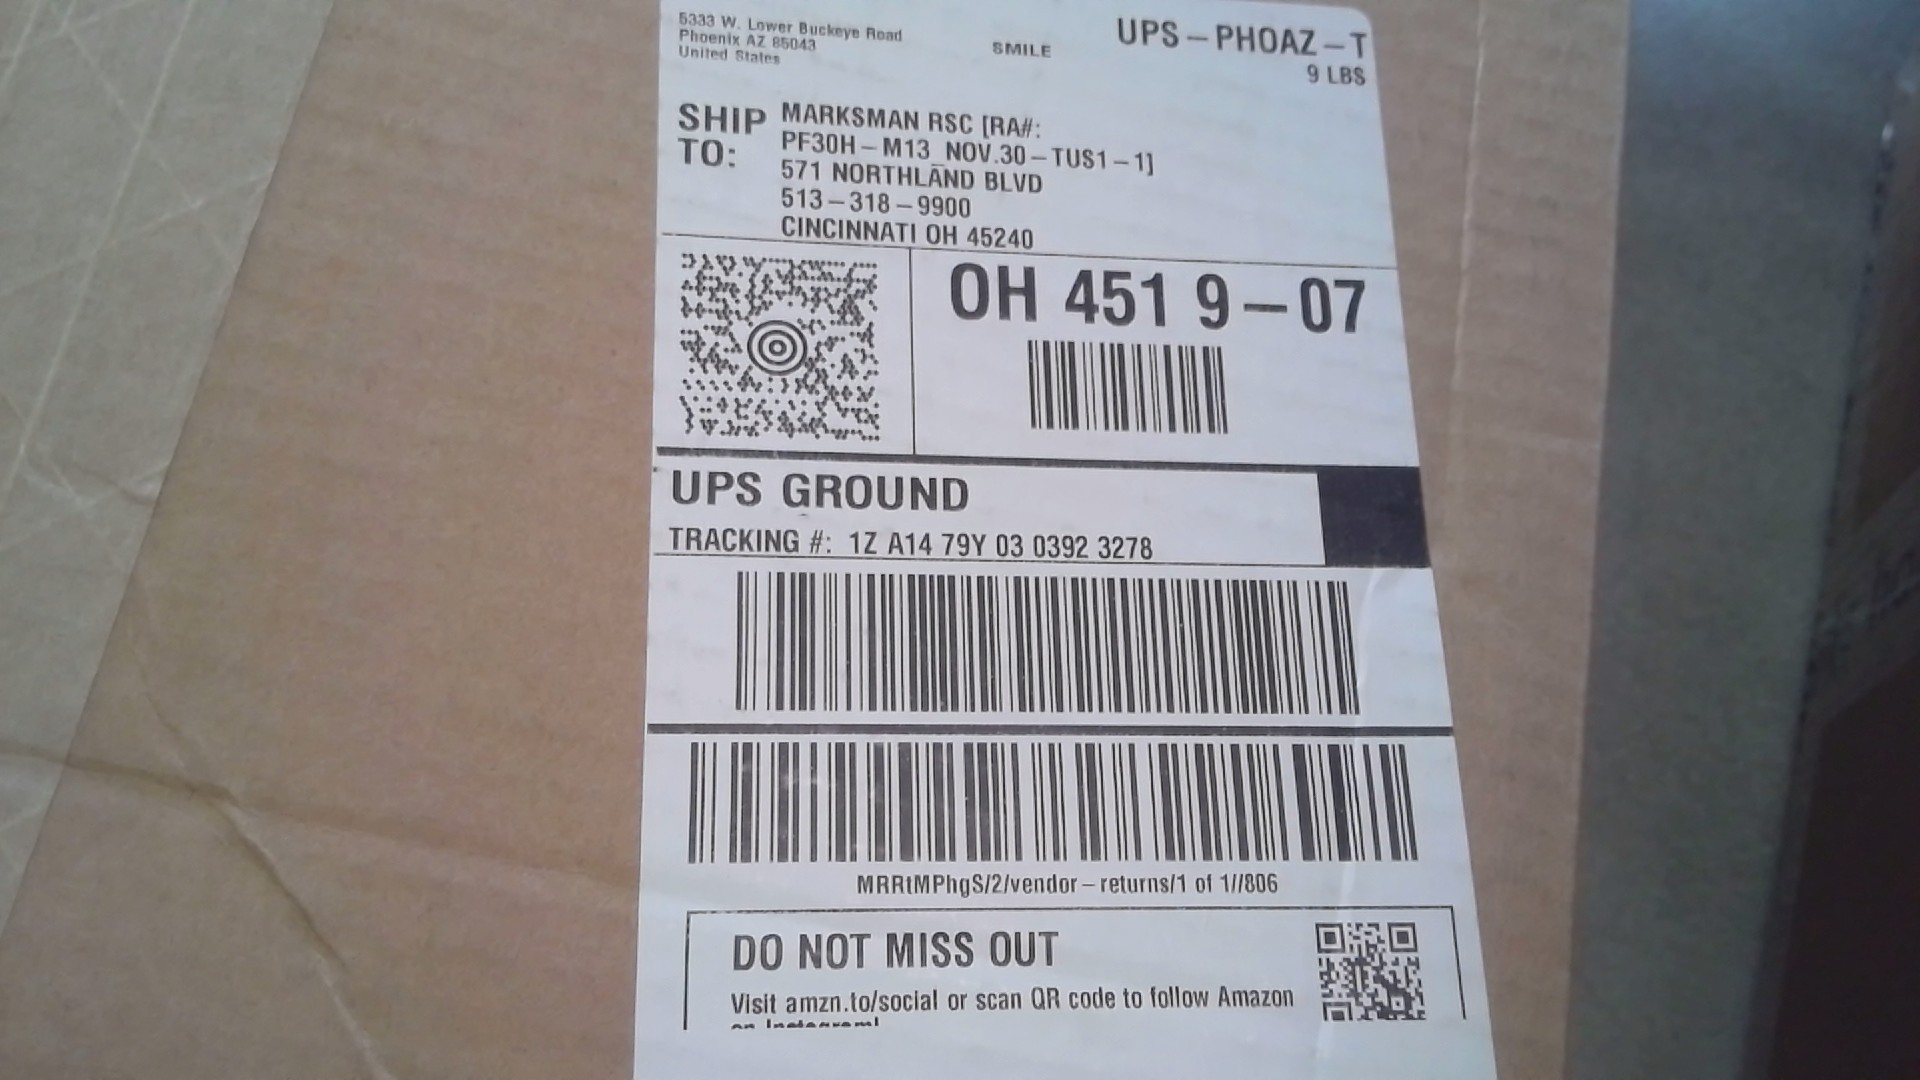 5333 W. Lower Buckeye Road
Phoenix AZ 85043
United States
SMILE
UPS-PHOAZ-T
9 LBS
SHIP TO:
MARKSMAN RSC [RA#:
PF30H-M13_NOV.30-TUS1-1]
571 NORTHLAND BLVD
513-318-9900
CINCINNATI OH 45240
OH 451 9-07
UPS GROUND
TRACKING #: 1Z A14 79Y 03 0392 3278
MRRtMPhgS/2/vendor-returns/1 of 1//806
DO NOT MISS OUT
Visit amzn.to/social or scan QR code to follow Amazon
on Instagram!